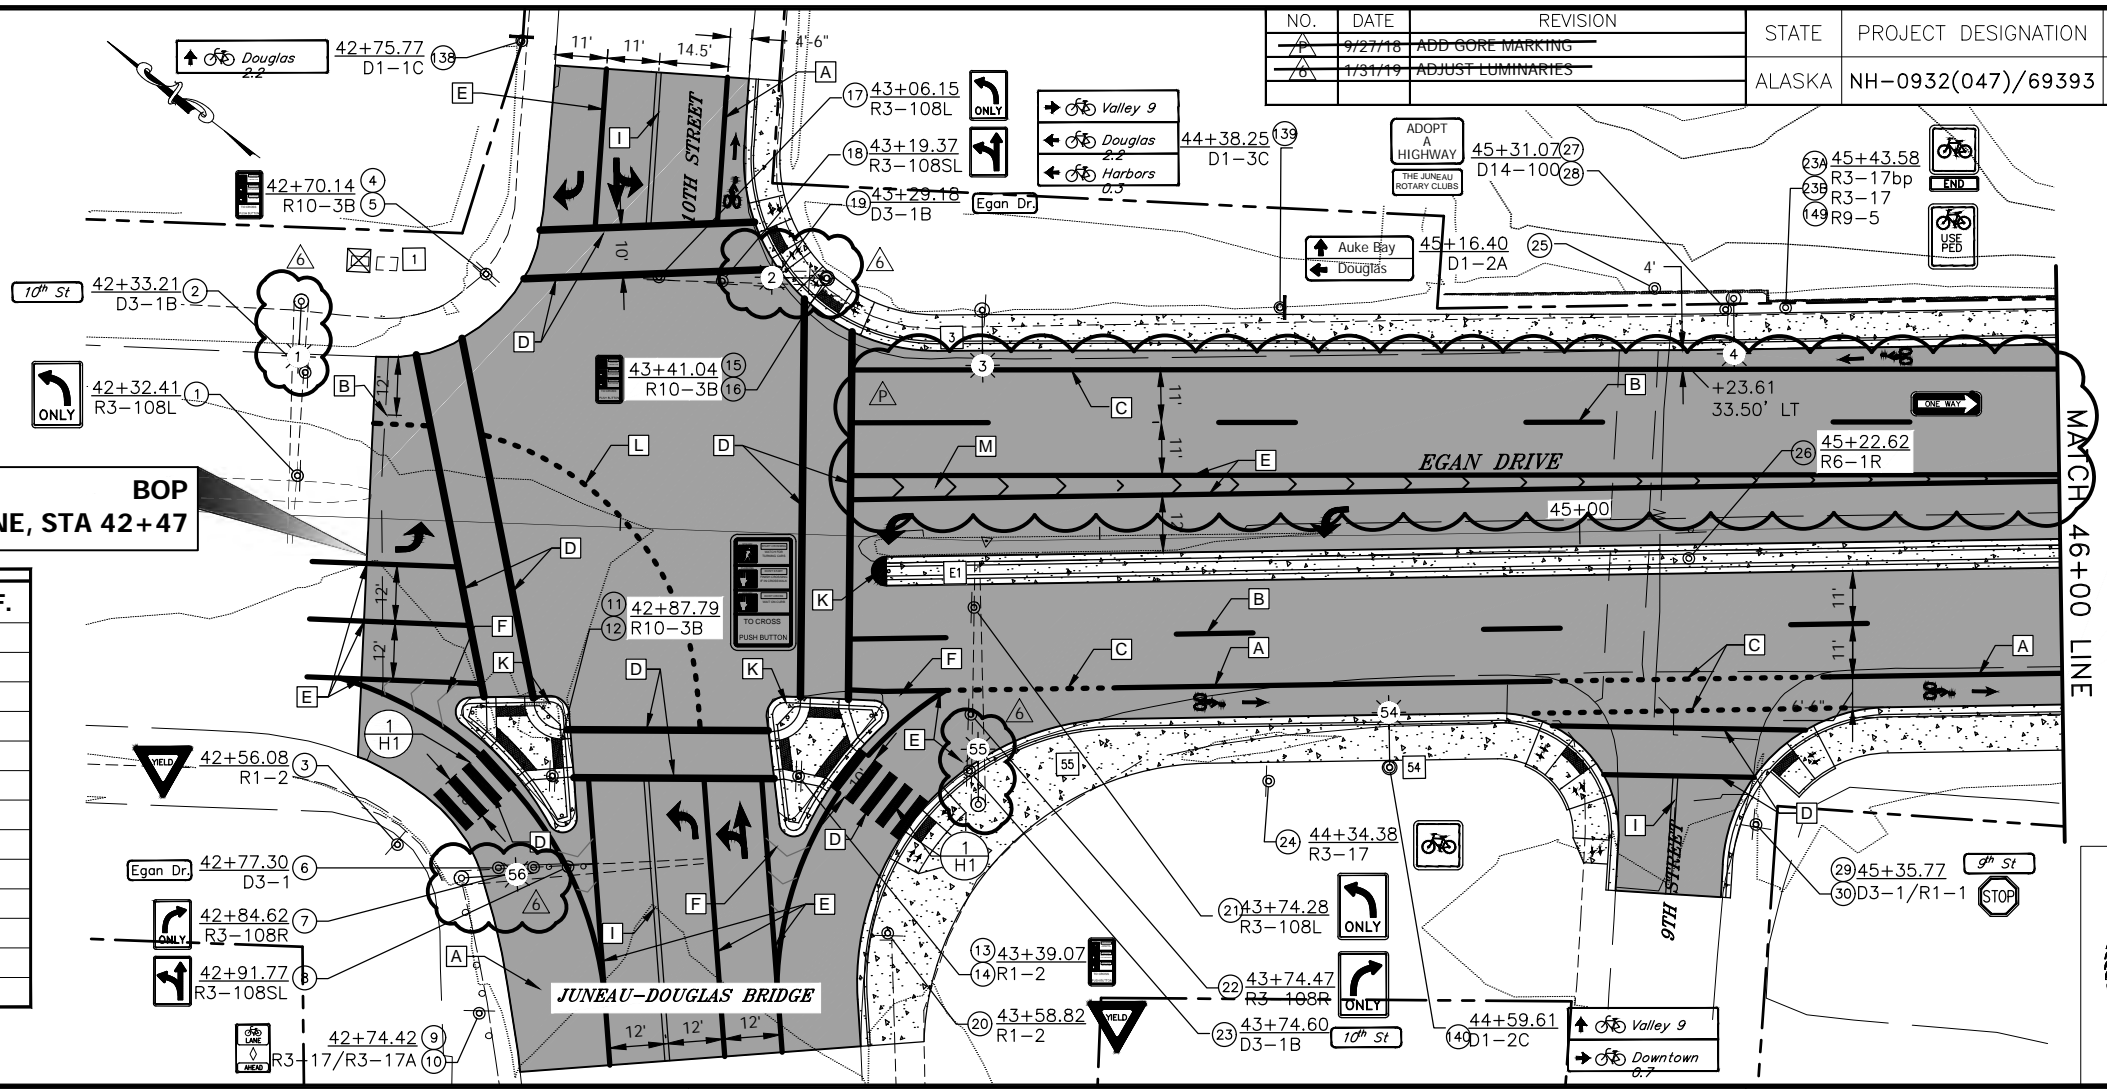 NO. DATE REVISION
P 9/27/18 ADD GORE MARKING
6 1/31/19 ADJUST LUMINARIES
STATE PROJECT DESIGNATION
ALASKA NH-0932(047)/69393
Douglas
2.2
42+75.77 138
D1-1C
E
11' 11' 14.5' 4'-6"
A
I
10TH STREET
10'
17 43+06.15
R3-108L
ONLY
18 43+19.37
R3-108SL
19 43+29.18
D3-1B
Egan Dr.
Valley 9
Douglas
2.2
Harbors
0.3
44+38.25 139
D1-3C
ADOPT
A
HIGHWAY
THE JUNEAU
ROTARY CLUBS
45+31.07 27
D14-100 28
23A 45+43.58
23B R3-17bp
R3-17
149 R9-5
END
USE
PED
Auke Bay
Douglas
45+16.40 25
D1-2A
4'
42+70.14 4
R10-3B 5
6
1
10th St
42+33.21 2
D3-1B
1
ONLY
42+32.41 1
R3-108L
B
12'
D
2
6
3
3
4
43+41.04 15
R10-3B 16
P
C
11'
11'
B
+23.61
33.50' LT
ONE WAY
L
D
M
E
EGAN DRIVE
26 45+22.62
R6-1R
BOP
NE, STA 42+47
45+00
12'
MATCH 46+00 LINE
D
E1
K
12'
12'
F
K
E
11 42+87.79
12 R10-3B
TO CROSS
PUSH BUTTON
B
D
K
F
C
A
C
11'
11'
A
F.
1
H1
YIELD
42+56.08 3
R1-2
E
6
55
55
54
54
10'
D
D
1
H1
I
D
9TH STREET
24 44+34.38
R3-17
29 45+35.77
30 D3-1/R1-1
9th St
STOP
Egan Dr.
42+77.30 6
D3-1
56
6
ONLY
42+84.62 7
R3-108R
42+91.77 8
R3-108SL
F
E
I
A
JUNEAU-DOUGLAS BRIDGE
12' 12' 12'
LANE
AHEAD
42+74.42 9
R3-17/R3-17A 10
21 43+74.28
R3-108L
ONLY
13 43+39.07
14 R1-2
22 43+74.47
R3-108R
ONLY
20 43+58.82
R1-2
YIELD
23 43+74.60
D3-1B
10th St
44+59.61
140 D1-2C
Valley 9
Downtown
0.7